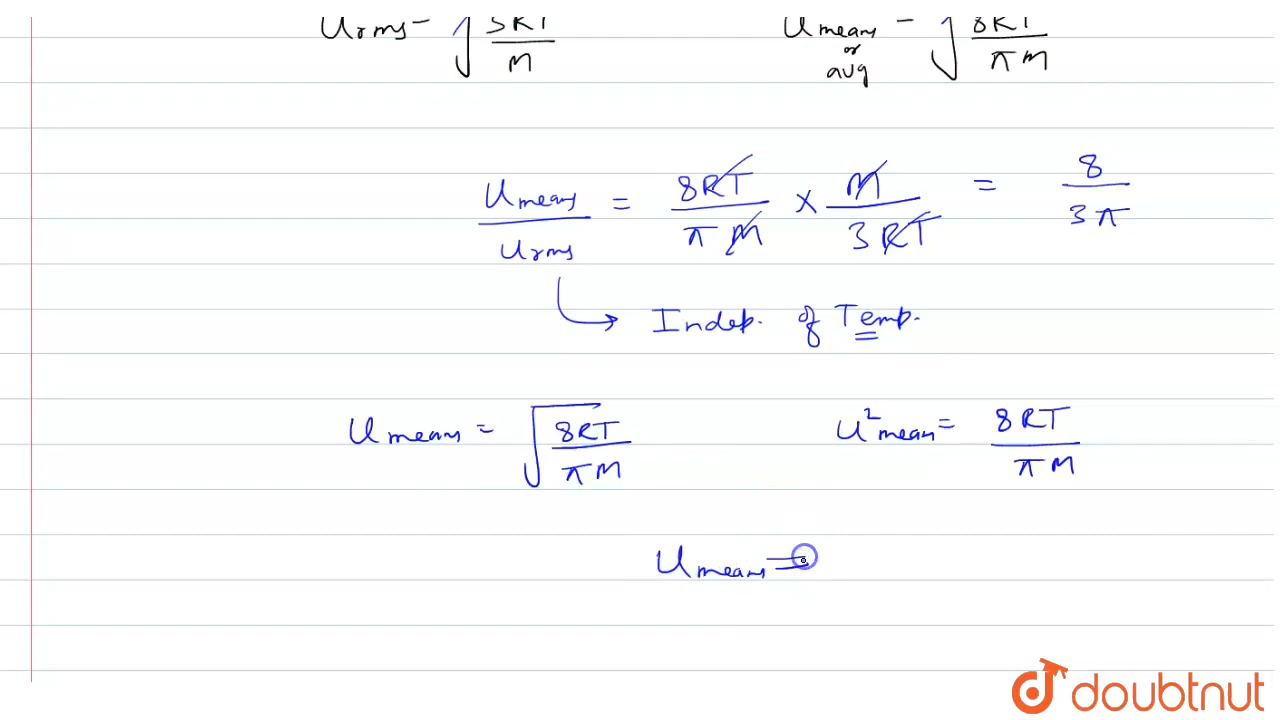 Urms = √3RT/M Umean or avg = √8RT/πM
Umean/Urms = 8RT/πM × M/3RT = 8/3π
Indep. of Temp.
Umean = √8RT/πM U²mean = 8RT/πM
Umean =
doubtnut